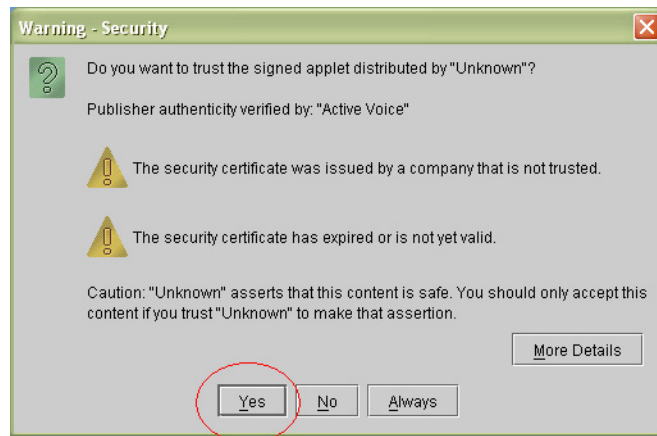 Warning - Security
Do you want to trust the signed applet distributed by "Unknown"?
Publisher authenticity verified by: "Active Voice"
The security certificate was issued by a company that is not trusted.
The security certificate has expired or is not yet valid.
Caution: "Unknown" asserts that this content is safe. You should only accept this
content if you trust "Unknown" to make that assertion.
More Details
Yes No Always